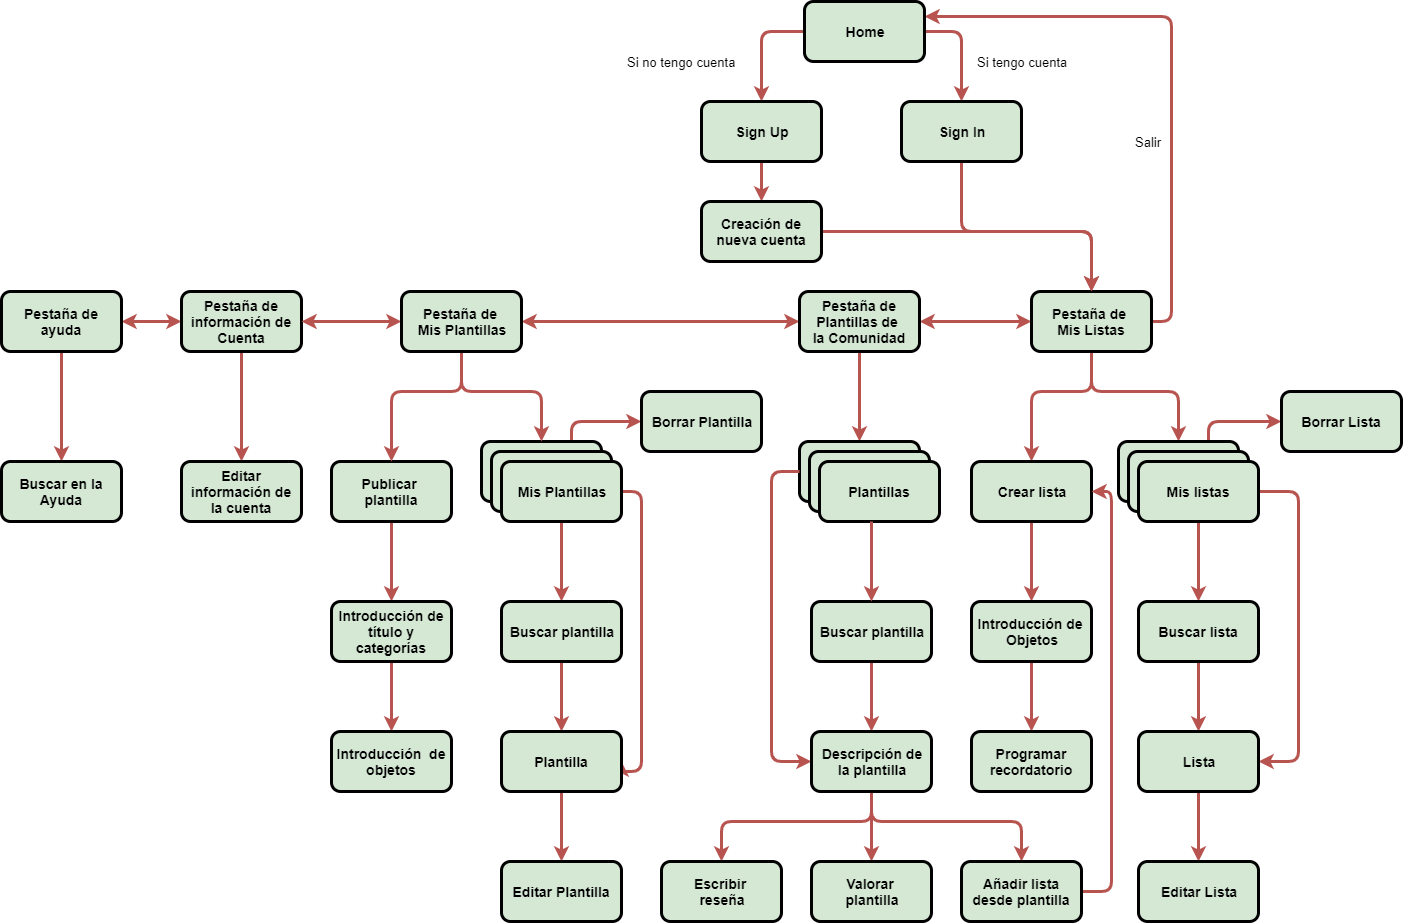 Home
Si no tengo cuenta
Si tengo cuenta
Sign Up
Sign In
Salir
Creación de
nueva cuenta
Pestaña de
ayuda
Pestaña de
información de
Cuenta
Pestaña de
Mis Plantillas
Pestaña de
Plantillas de
la Comunidad
Pestaña de
Mis Listas
Borrar Plantilla
Borrar Lista
Buscar en la
Ayuda
Editar
información de
la cuenta
Publicar
plantilla
Mis Plantillas
Plantillas
Crear lista
Mis listas
Introducción de
título y
categorías
Buscar plantilla
Buscar plantilla
Introducción de
Objetos
Buscar lista
Introducción de
objetos
Plantilla
Descripción de
la plantilla
Programar
recordatorio
Lista
Editar Plantilla
Escribir
reseña
Valorar
plantilla
Añadir lista
desde plantilla
Editar Lista